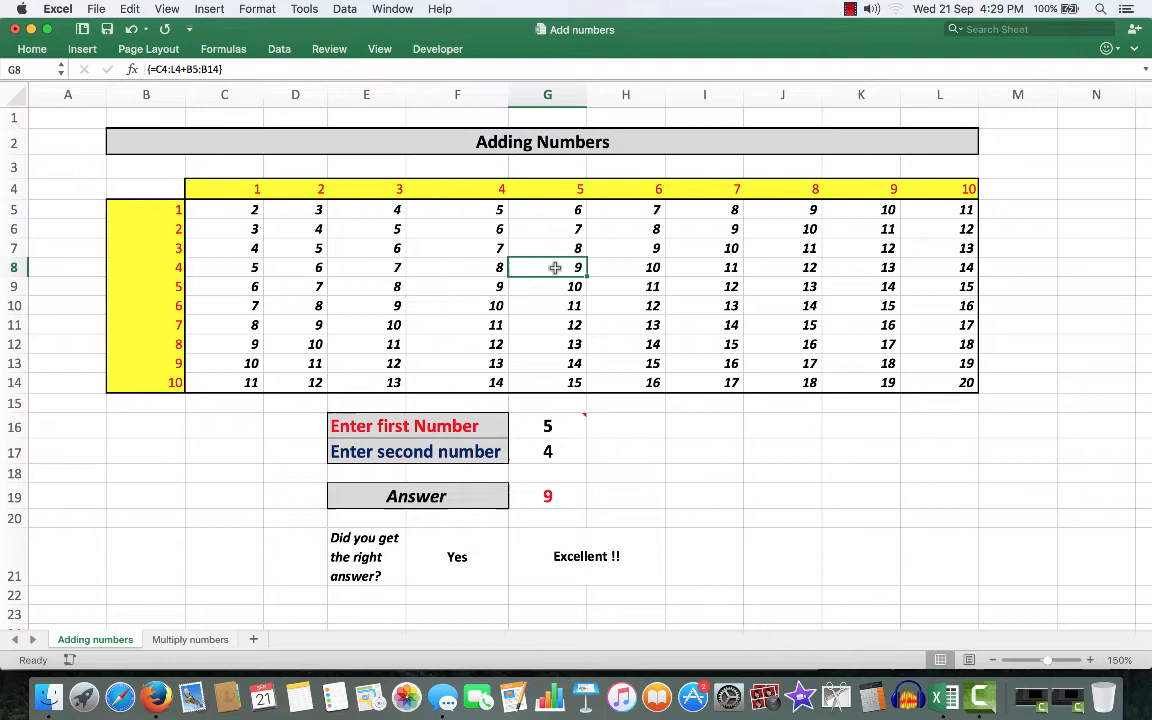 Excel File Edit View Insert Format Tools Data Window Help Wed 21 Sep 4:29 PM 100%
Add numbers Search Sheet
Home Insert Page Layout Formulas Data Review View Developer
G8 fx {=C4:L4+B5:B14}
A B C D E F G H I J K L M N
1
2 Adding Numbers
3
4 1 2 3 4 5 6 7 8 9 10
5 1 2 3 4 5 6 7 8 9 10 11
6 2 3 4 5 6 7 8 9 10 11 12
7 3 4 5 6 7 8 9 10 11 12 13
8 4 5 6 7 8 9 10 11 12 13 14
9 5 6 7 8 9 10 11 12 13 14 15
10 6 7 8 9 10 11 12 13 14 15 16
11 7 8 9 10 11 12 13 14 15 16 17
12 8 9 10 11 12 13 14 15 16 17 18
13 9 10 11 12 13 14 15 16 17 18 19
14 10 11 12 13 14 15 16 17 18 19 20
15
16 Enter first Number 5
17 Enter second number 4
18
19 Answer 9
20
Did you get
the right Yes Excellent !!
21 answer?
22
23
Adding numbers Multiply numbers +
Ready 150%
SEP
21
2